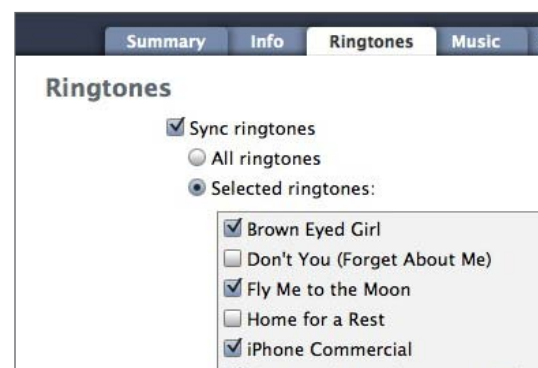 Summary Info Ringtones Music
Ringtones
Sync ringtones
All ringtones
Selected ringtones:
Brown Eyed Girl
Don't You (Forget About Me)
Fly Me to the Moon
Home for a Rest
iPhone Commercial